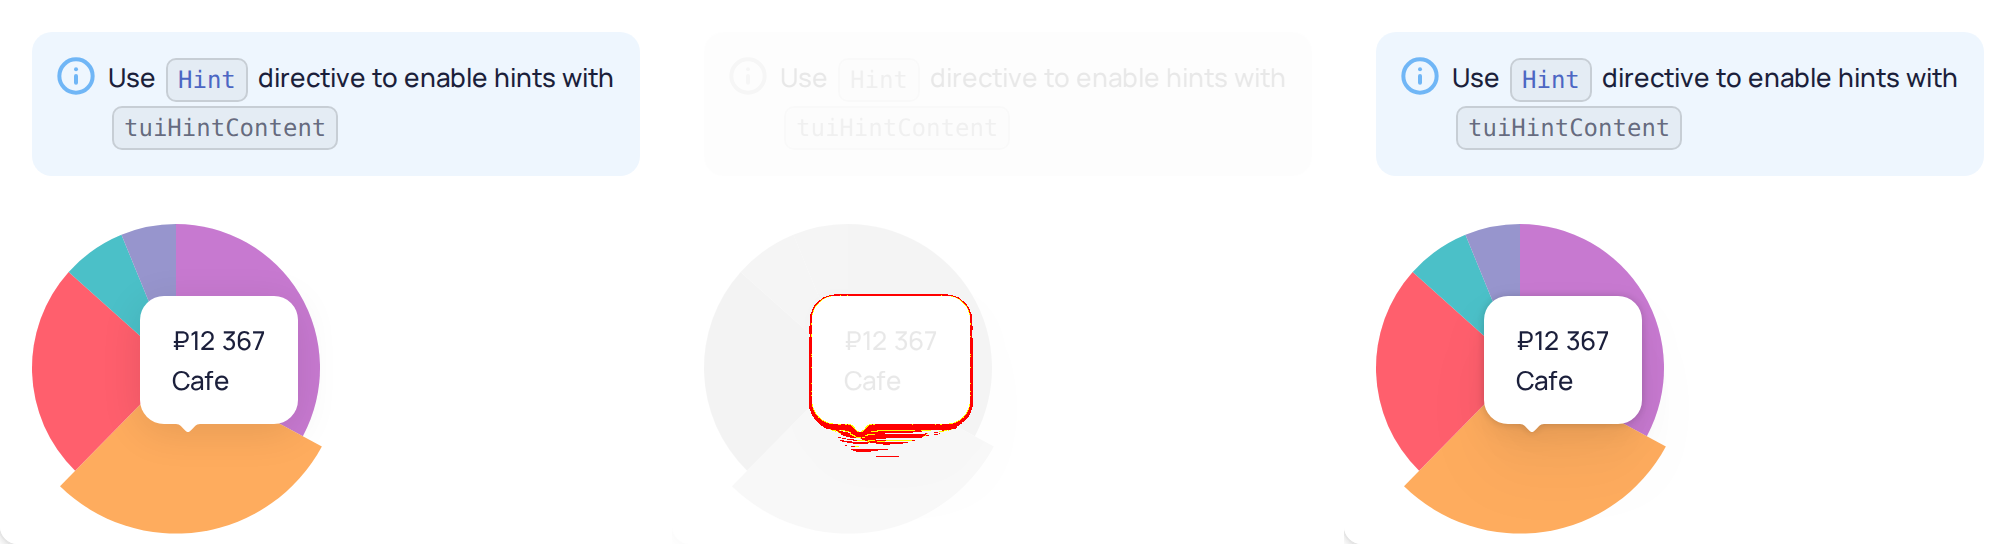 Use Hint directive to enable hints with
tuiHintContent
₽12 367
Cafe
Use Hint directive to enable hints with
tuiHintContent
₽12 367
Cafe
Use Hint directive to enable hints with
tuiHintContent
₽12 367
Cafe